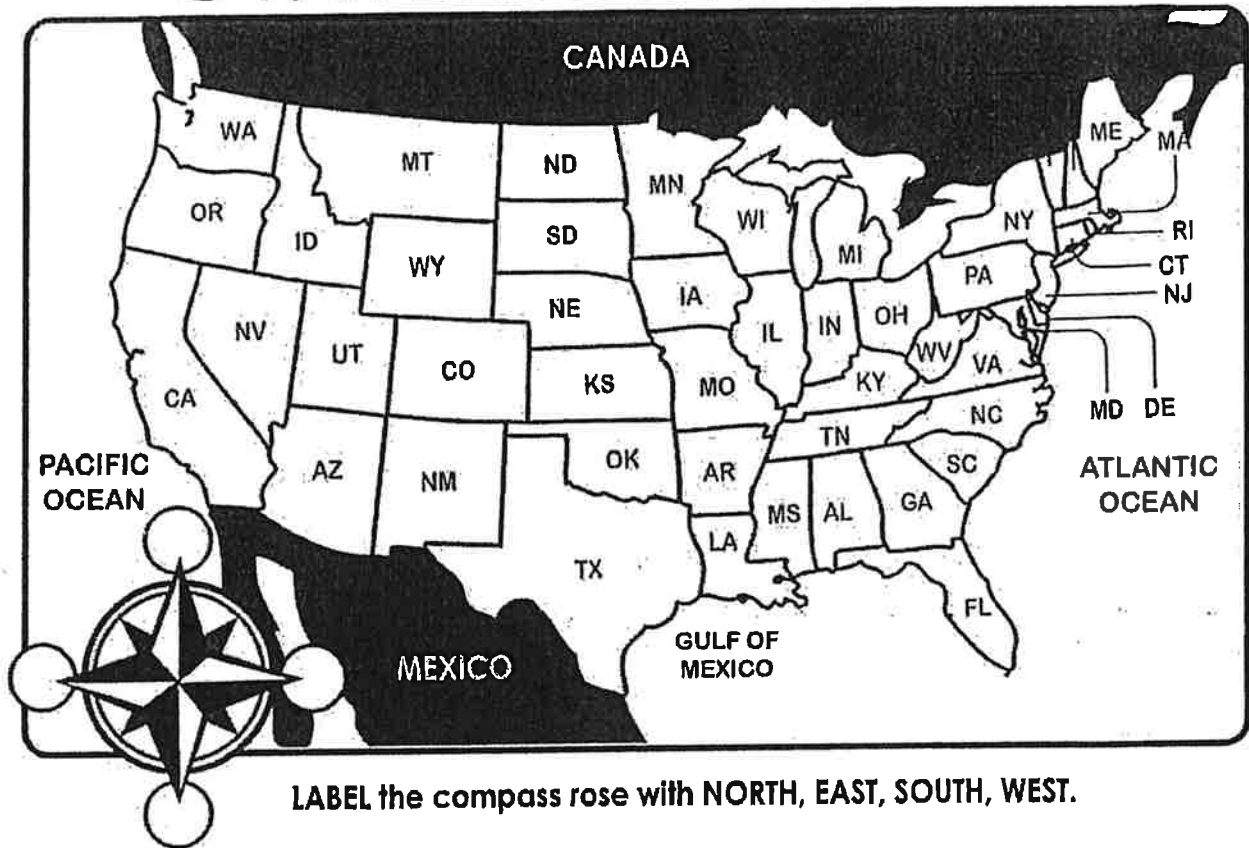 CANADA
WA
MT
ND
MN
ME
MA
OR
ID
SD
WI
MI
NY
RI
WY
CT
PA
NJ
NE
IA
NV
UT
CO
IL
IN
OH
WV
VA
KS
MO
KY
CA
MD
DE
NC
TN
PACIFIC
OCEAN
AZ
NM
OK
AR
SC
ATLANTIC
OCEAN
MS
AL
GA
LA
TX
FL
GULF OF
MEXICO
MEXICO
LABEL the compass rose with NORTH, EAST, SOUTH, WEST.